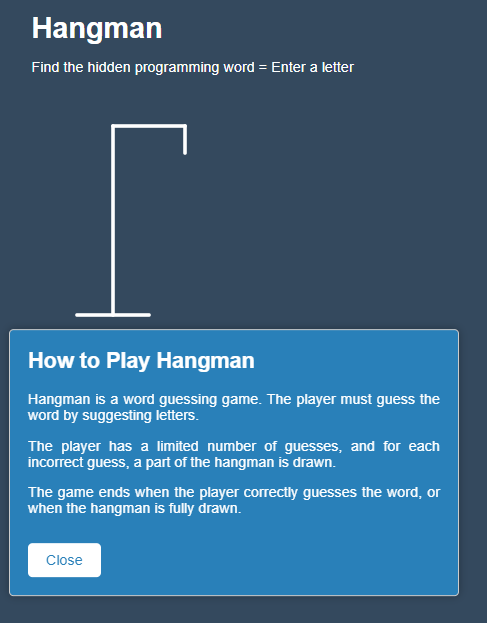 Hangman
Find the hidden programming word = Enter a letter
How to Play Hangman
Hangman is a word guessing game. The player must guess the
word by suggesting letters.
The player has a limited number of guesses, and for each
incorrect guess, a part of the hangman is drawn.
The game ends when the player correctly guesses the word, or
when the hangman is fully drawn.
Close